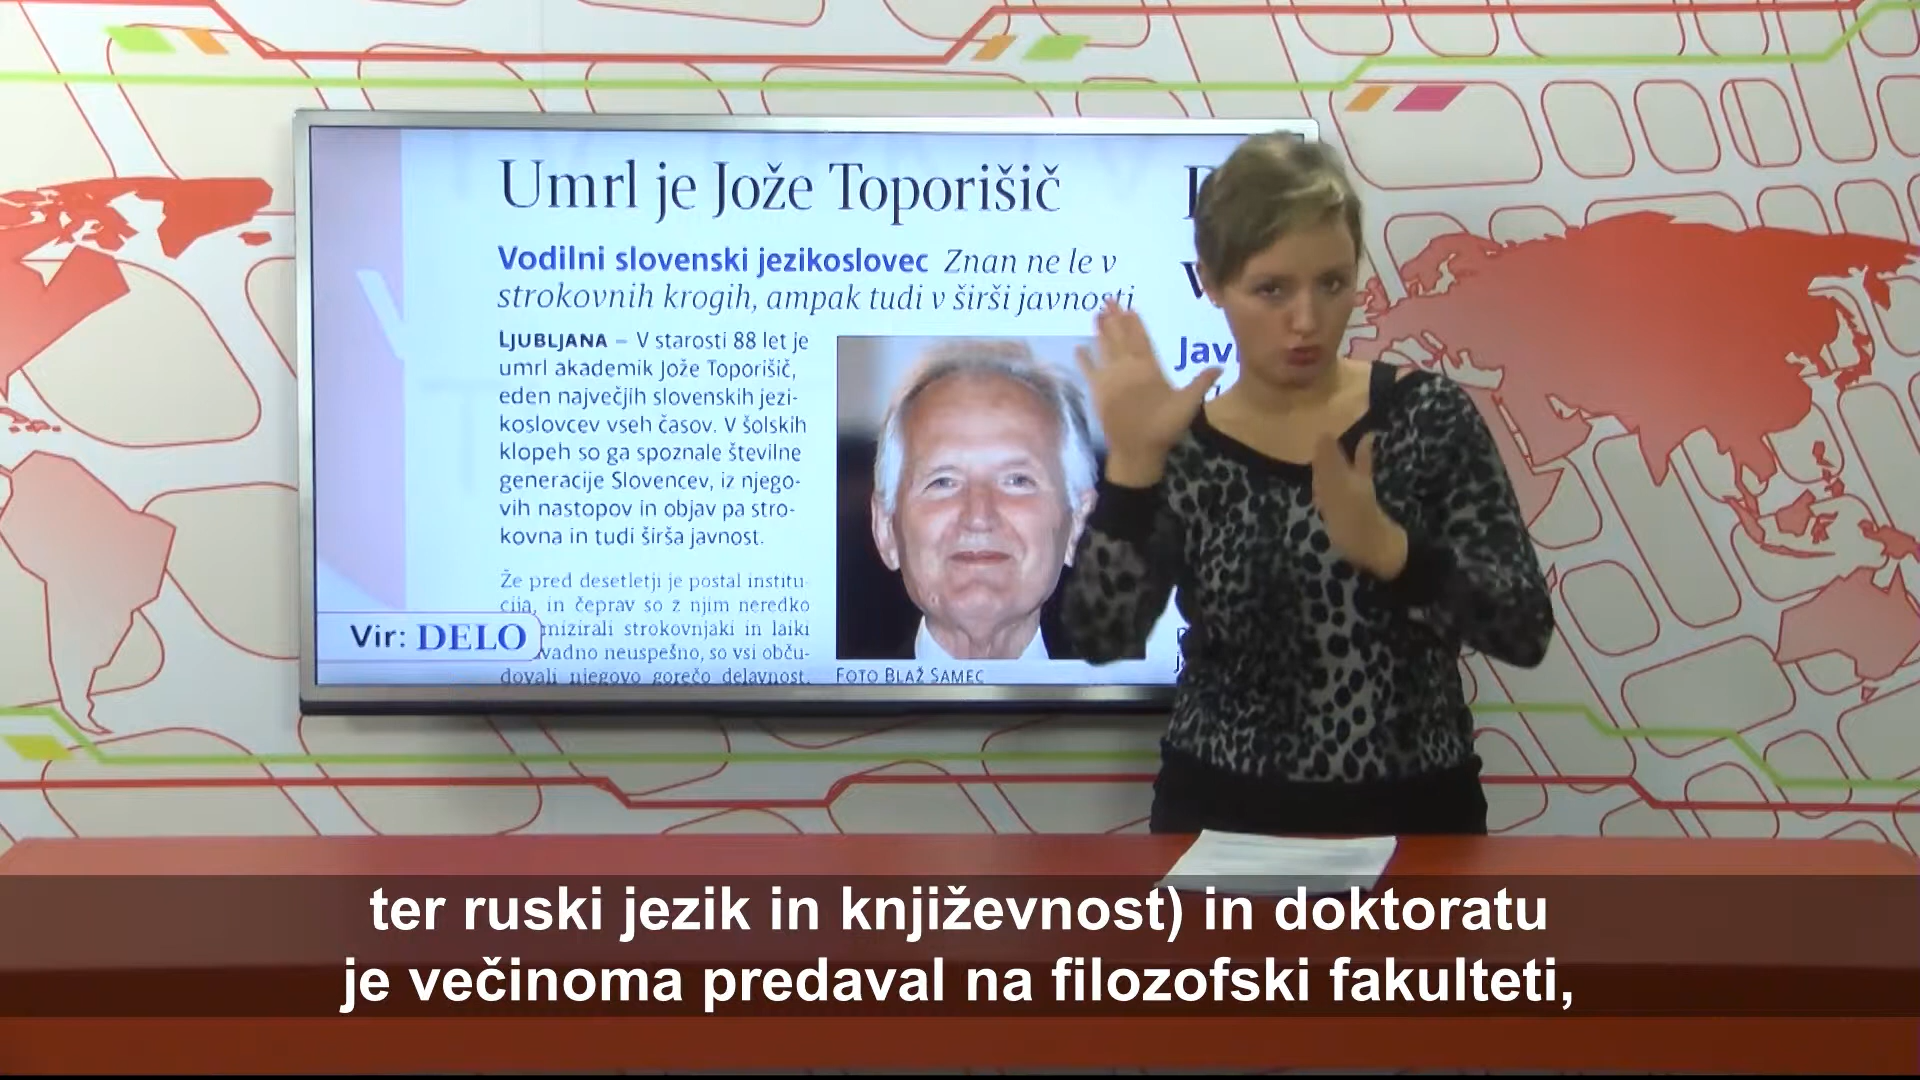 Umrl je Jože Toporišič
Vodilni slovenski jezikoslovec Znan ne le v
strokovnih krogih, ampak tudi v širši javnosti
LJUBLJANA – V starosti 88 let je
umrl akademik Jože Toporišič,
eden največjih slovenskih jezi-
koslovcev vseh časov. V šolskih
klopeh so ga spoznale številne
generacije Slovencev, iz njego-
vih nastopov in objav pa stro-
kovna in tudi širša javnost.
Že pred desetletji je postal institu-
cija, in čeprav so z njim neredko
mizirali strokovnjaki in laiki
vadno neuspešno, so vsi obču-
dovali njegovo gorečo delavnost.
FOTO BLAŽ SAMEC
Jav
Vir: DELO
ter ruski jezik in književnost) in doktoratu
je večinoma predaval na filozofski fakulteti,